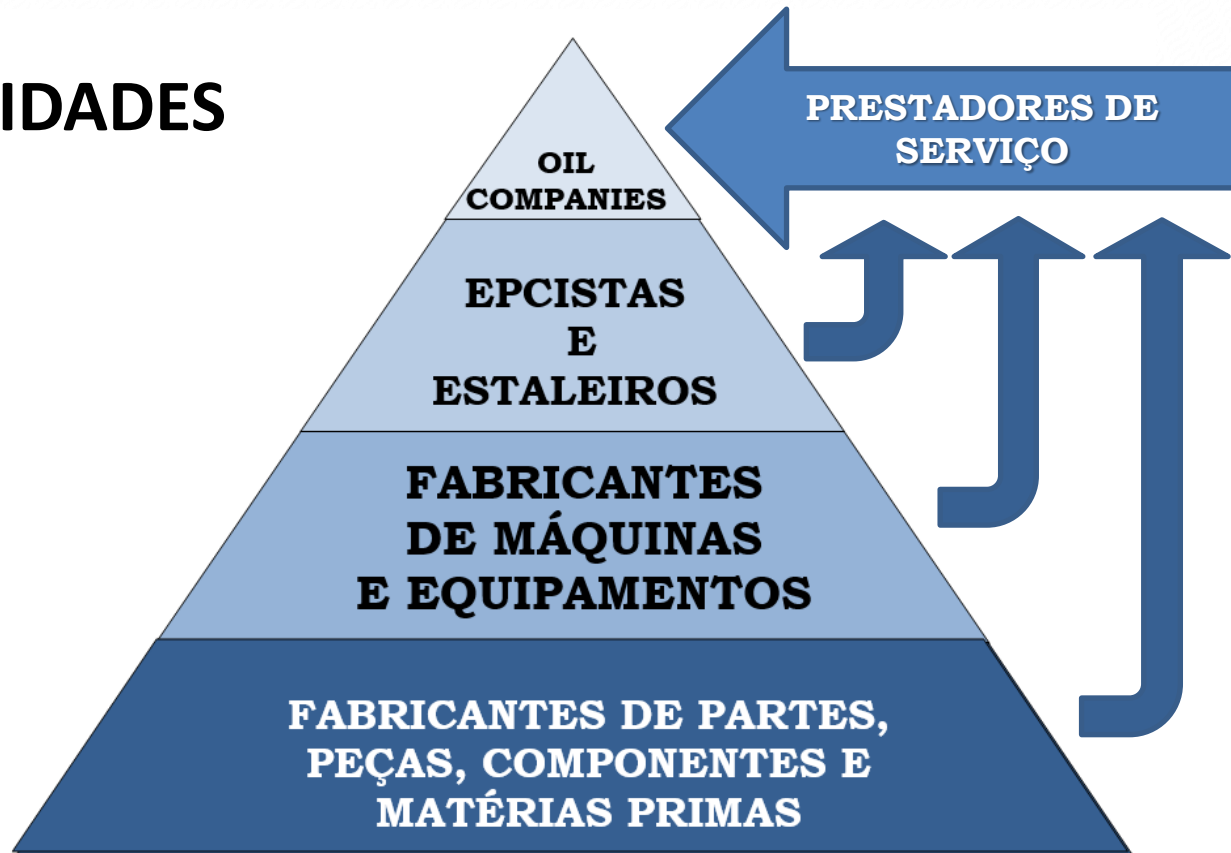 IDADES
PRESTADORES DE
SERVIÇO
OIL
COMPANIES
EPCISTAS
E
ESTALEIROS
FABRICANTES
DE MÁQUINAS
E EQUIPAMENTOS
FABRICANTES DE PARTES,
PEÇAS, COMPONENTES E
MATÉRIAS PRIMAS